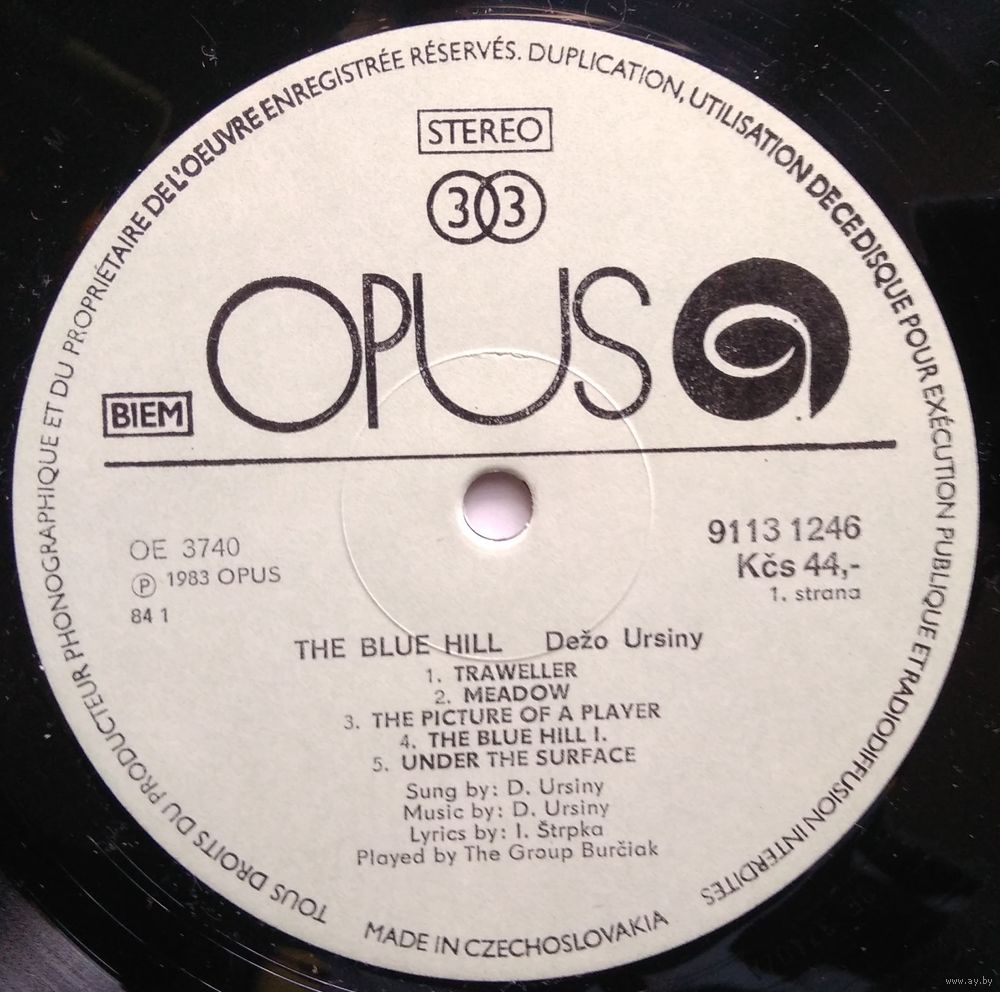 TOUS DROITS DU PRODUCTEUR PHONOGRAPHIQUE ET DU PROPRIÉTAIRE DE L'OEUVRE ENREGISTRÉE RÉSERVÉS. DUPLICATION, UTILISATION DE CE DISQUE POUR EXÉCUTION PUBLIQUE ET RADIODIFFUSION INTERDITES
STEREO
33
OPUS
BIEM
OE 3740
Ⓟ 1983 OPUS
84 1
9113 1246
Kčs 44,-
1. strana
THE BLUE HILL Dežo Ursiny
1. TRAWELLER
2. MEADOW
3. THE PICTURE OF A PLAYER
4. THE BLUE HILL I.
5. UNDER THE SURFACE
Sung by: D. Ursiny
Music by: D. Ursiny
Lyrics by: I. Štrpka
Played by The Group Burčiak
MADE IN CZECHOSLOVAKIA
www.ay.by